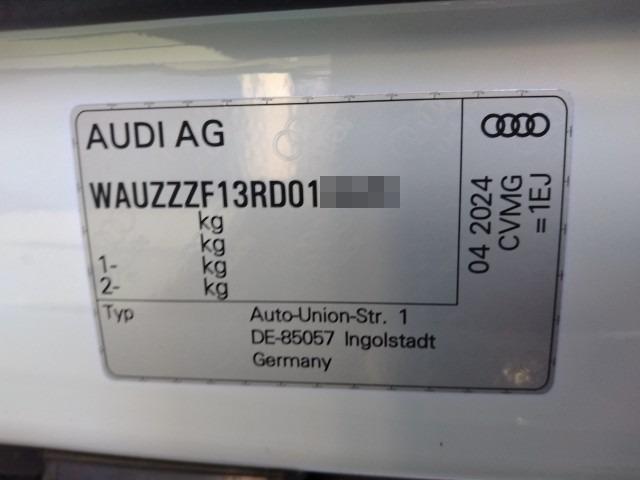 AUDI AG
WAUZZZF13RD01
kg
kg
1- kg
2- kg
Typ
Auto-Union-Str. 1
DE-85057 Ingolstadt
Germany
04 2024
CVMG
=1EJ